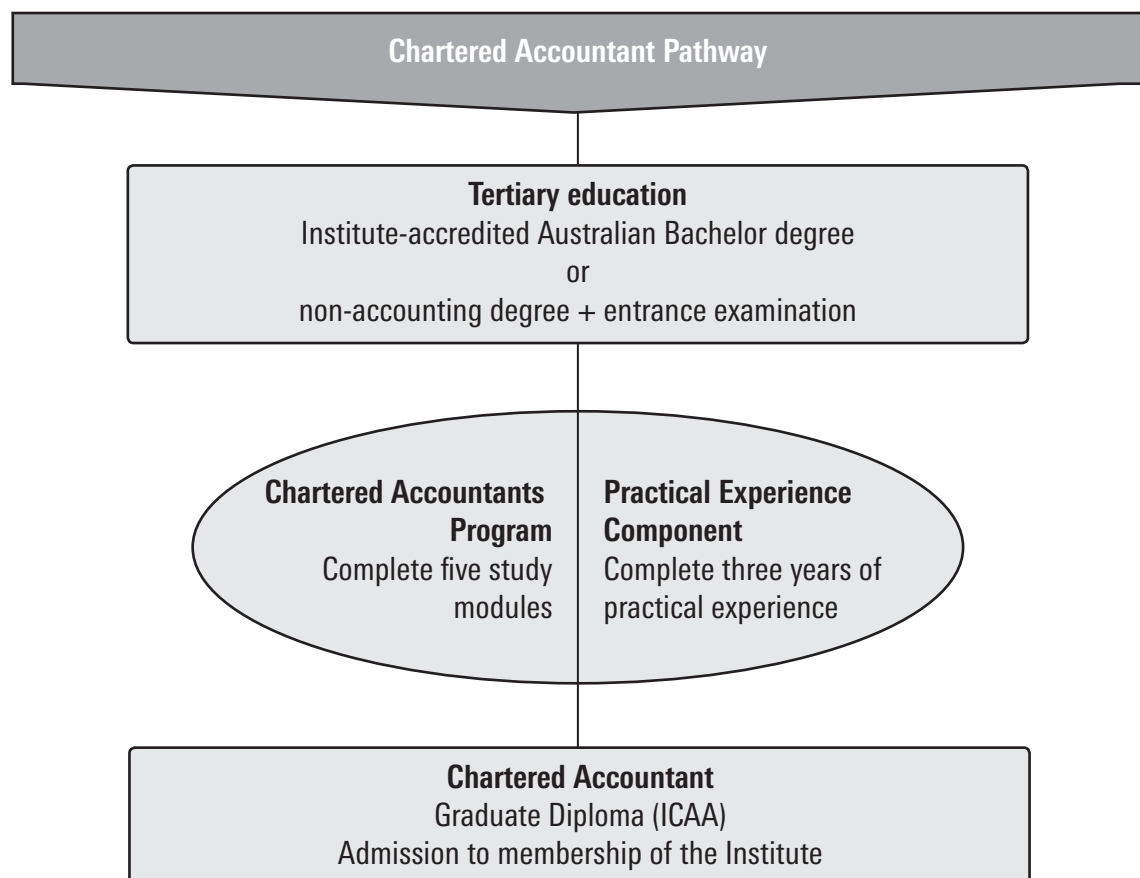 Chartered Accountant Pathway
Tertiary education
Institute-accredited Australian Bachelor degree
or
non-accounting degree + entrance examination
Chartered Accountants
Program
Complete five study
modules
Practical Experience
Component
Complete three years of
practical experience
Chartered Accountant
Graduate Diploma (ICAA)
Admission to membership of the Institute